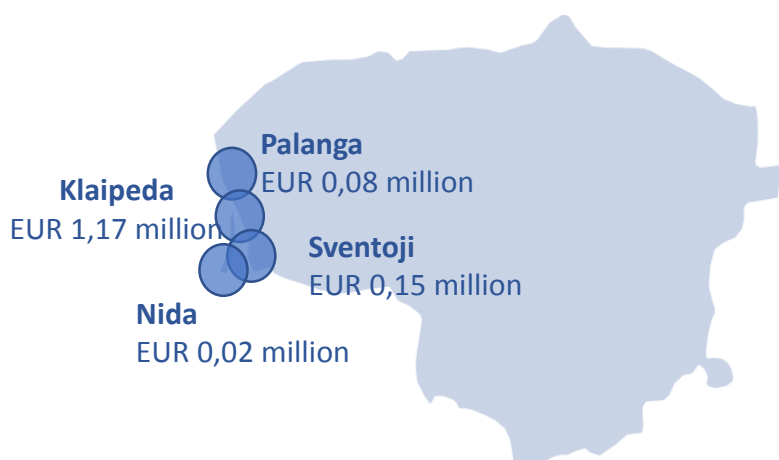 Palanga
EUR 0,08 million
Klaipeda
EUR 1,17 million
Sventoji
EUR 0,15 million
Nida
EUR 0,02 million